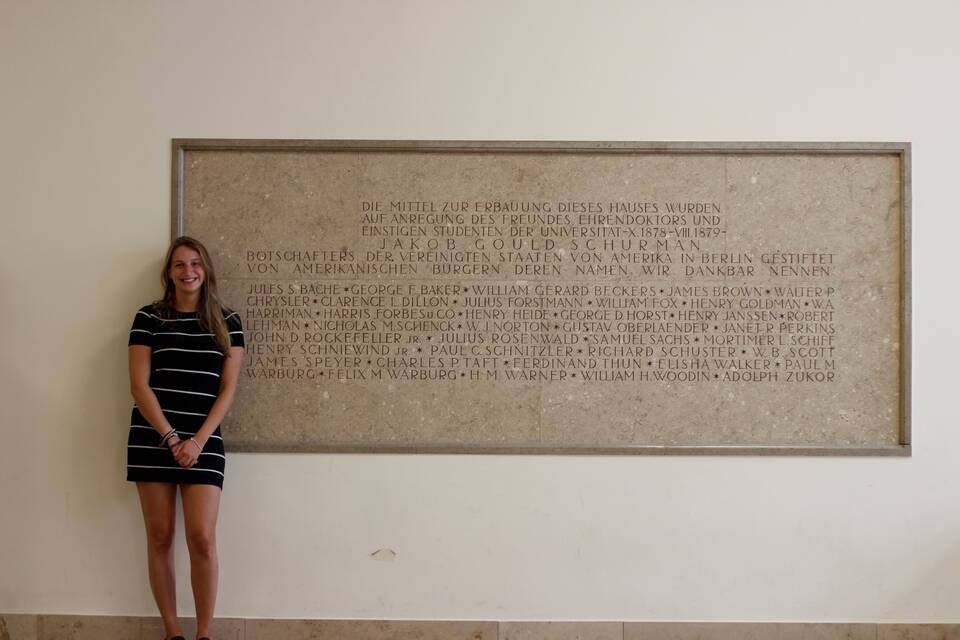 DIE MITTEL ZUR ERBAUUNG DIESES HAUSES WURDEN
AUF ANREGUNG DES FREUNDES, EHRENDOKTORS UND
EINSTIGEN STUDENTEN DER UNIVERSITÄT-X.1878-VIII.1879-
JAKOB GOULD SCHURMAN
BOTSCHAFTERS DER VEREINIGTEN STAATEN VON AMERIKA IN BERLIN GESTIFTET
VON AMERIKANISCHEN BÜRGERN DEREN NAMEN WIR DANKBAR NENNEN
JULES S. BACHE * GEORGE F. BAKER * WILLIAM GERARD BECKERS * JAMES BROWN * WALTER P.
CHRYSLER * CLARENCE L. DILLON * JULIUS FORSTMANN * WILLIAM FOX * HENRY GOLDMAN * W.A.
HARRIMAN * HARRIS, FORBES u. CO * HENRY HEIDE * GEORGE D. HORST * HENRY JANSSEN * ROBERT
LEHMAN * NICHOLAS M. SCHENCK * W. J. NORTON * GUSTAV OBERLAENDER * JANET R. PERKINS
JOHN D. ROCKEFELLER JR. * JULIUS ROSENWALD * SAMUEL SACHS * MORTIMER L. SCHIFF
HENRY SCHNIEWIND JR. * PAUL C. SCHNITZLER * RICHARD SCHUSTER * W. B. SCOTT
JAMES SPEYER * CHARLES P. TAFT * FERDINAND THUN * ELISHA WALKER * PAUL M.
WARBURG * FELIX M. WARBURG * H. M. WARNER * WILLIAM H. WOODIN * ADOLPH ZUKOR